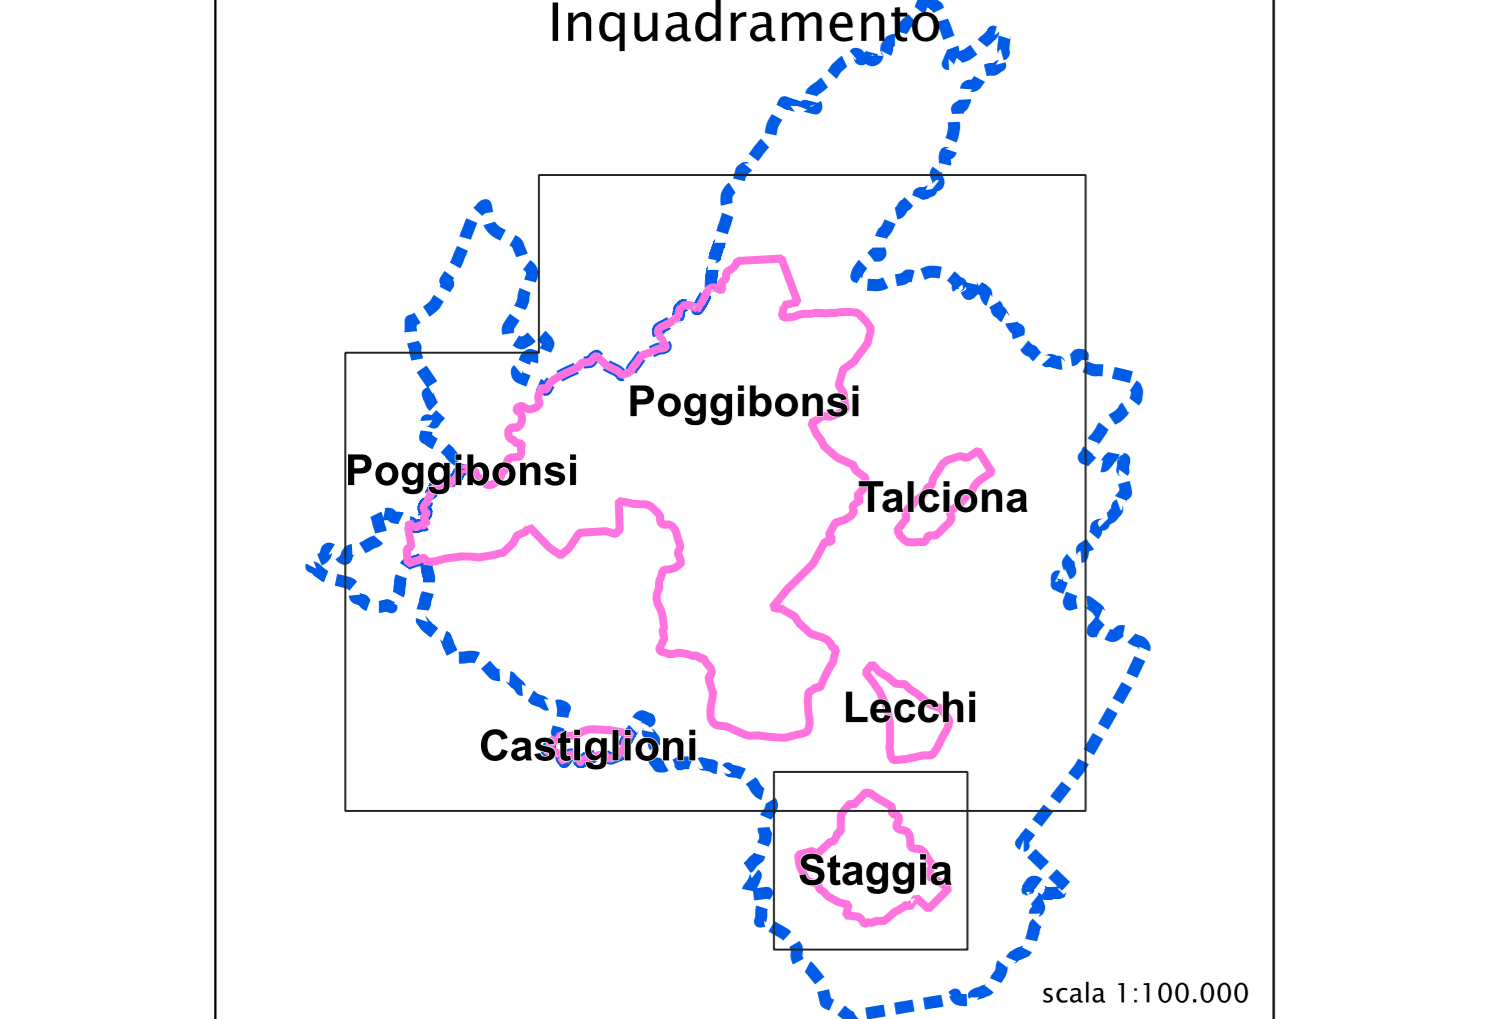 Inquadramento
Poggibonsi
Poggibonsi
Talciona
Lecchi
Castiglioni
Staggia
scala 1:100.000